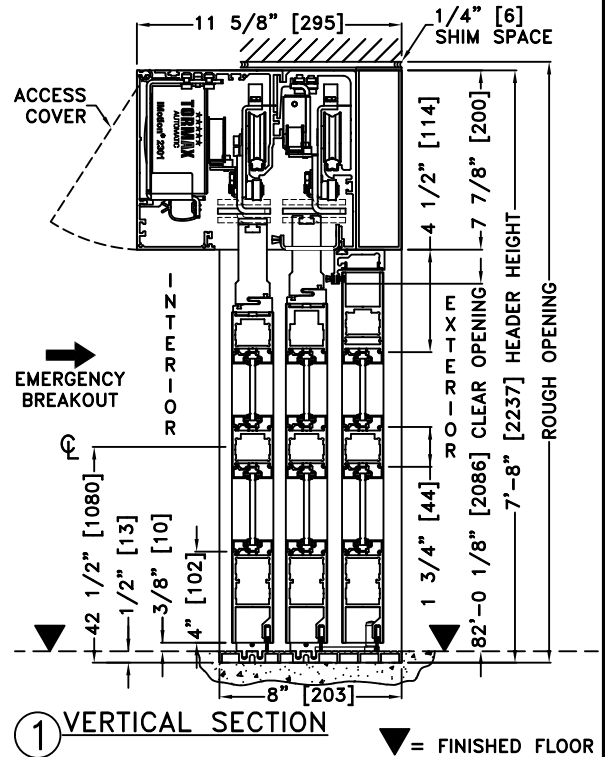 11 5/8" [295]
1/4" [6]
SHIM SPACE
ACCESS
COVER
TORMAX
AUTOMATIC
iMotion® 2301
4 1/2" [114]
7 7/8" [200]
INTERIOR
EXTERIOR
EMERGENCY
BREAKOUT
℄
42 1/2" [1080]
1/2" [13]
3/8" [10]
4" [102]
1 3/4" [44]
82'-0 1/8" [2086] CLEAR OPENING
7'-8" [2237] HEADER HEIGHT
ROUGH OPENING
8" [203]
1 VERTICAL SECTION
= FINISHED FLOOR